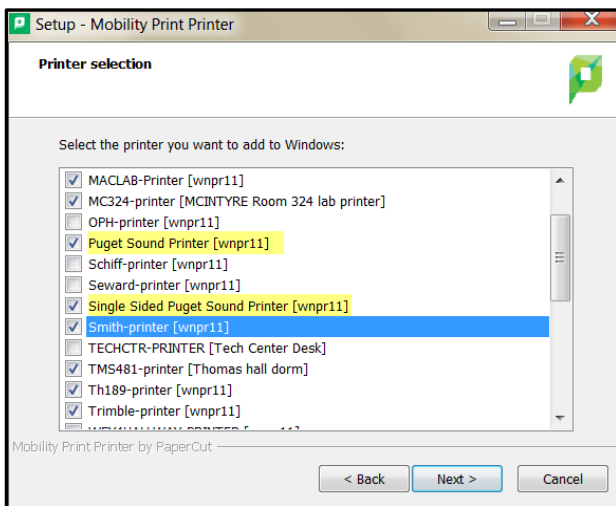 Setup - Mobility Print Printer
Printer selection
Select the printer you want to add to Windows:
MACLAB-Printer [wnpr11]
MC324-printer [MCINTYRE Room 324 lab printer]
OPH-printer [wnpr11]
Puget Sound Printer [wnpr11]
Schiff-printer [wnpr11]
Seward-printer [wnpr11]
Single Sided Puget Sound Printer [wnpr11]
Smith-printer [wnpr11]
TECHCTR-PRINTER [Tech Center Desk]
TMS481-printer [Thomas hall dorm]
Th189-printer [wnpr11]
Trimble-printer [wnpr11]
Mobility Print Printer by PaperCut
< Back
Next >
Cancel